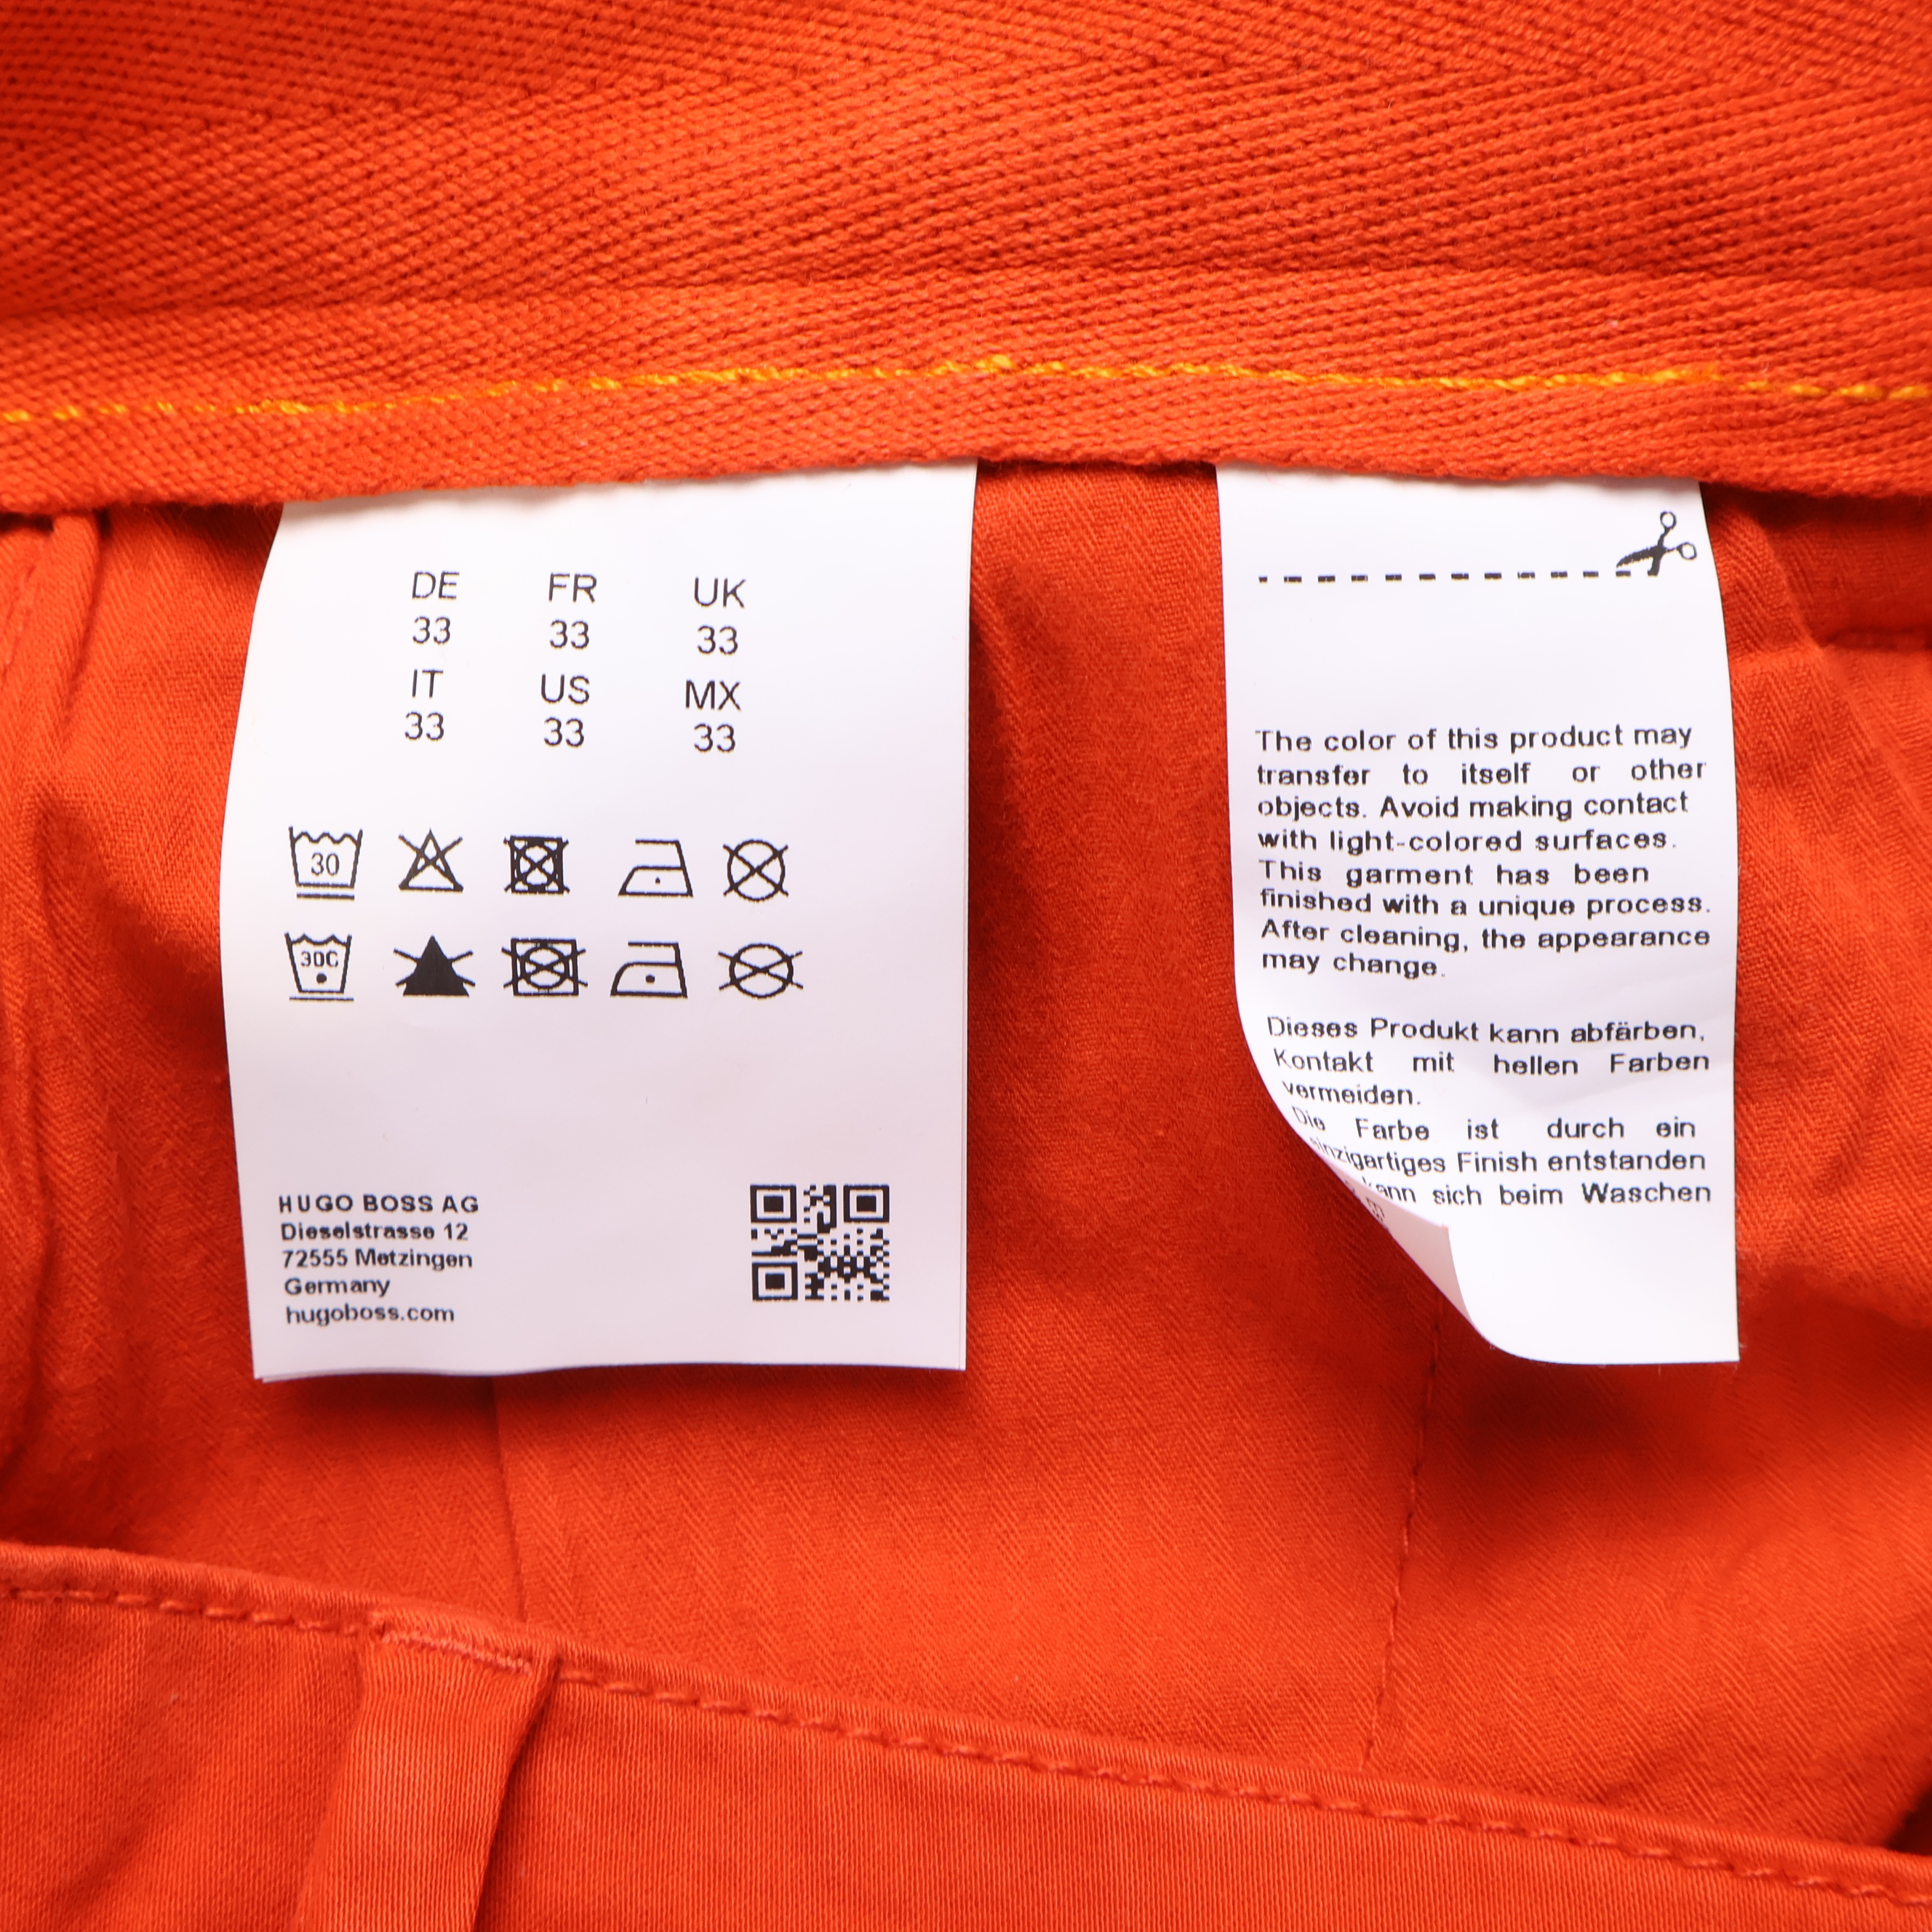 DE FR UK
33 33 33
IT US MX
33 33 33
30
30C
HUGO BOSS AG
Dieselstrasse 12
72555 Metzingen
Germany
hugoboss.com
The color of this product may
transfer to itself or other
objects. Avoid making contact
with light-colored surfaces.
This garment has been
finished with a unique process.
After cleaning, the appearance
may change.
Dieses Produkt kann abfärben,
Kontakt mit hellen Farben
vermeiden.
Die Farbe ist durch ein
einzigartiges Finish entstanden
kann sich beim Waschen